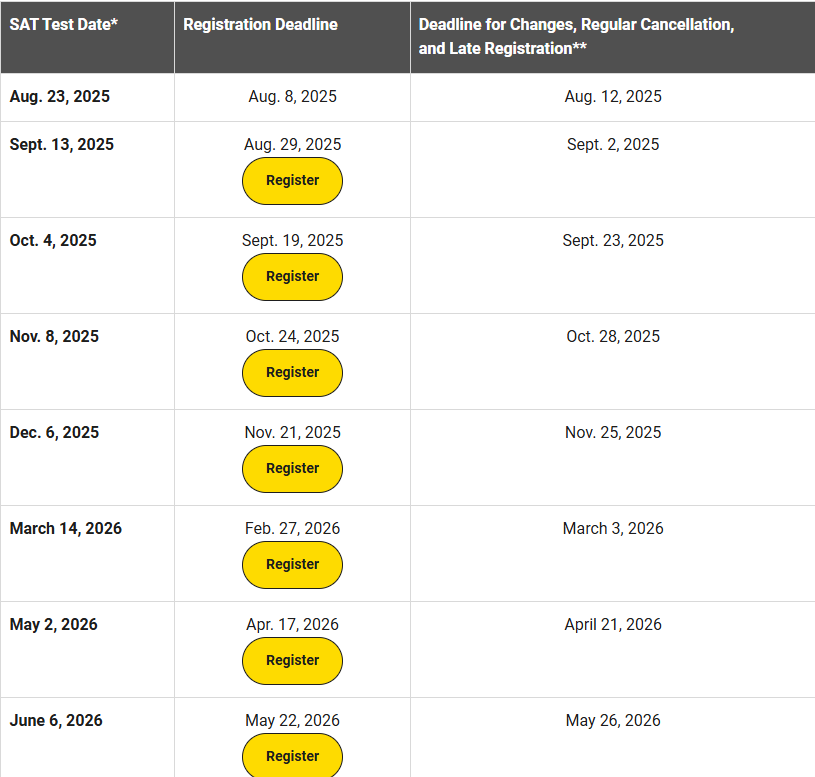 SAT Test Date*
Registration Deadline
Deadline for Changes, Regular Cancellation,
and Late Registration**
Aug. 23, 2025
Aug. 8, 2025
Aug. 12, 2025
Sept. 13, 2025
Aug. 29, 2025
Sept. 2, 2025
Register
Oct. 4, 2025
Sept. 19, 2025
Sept. 23, 2025
Register
Nov. 8, 2025
Oct. 24, 2025
Oct. 28, 2025
Register
Dec. 6, 2025
Nov. 21, 2025
Nov. 25, 2025
Register
March 14, 2026
Feb. 27, 2026
March 3, 2026
Register
May 2, 2026
Apr. 17, 2026
April 21, 2026
Register
June 6, 2026
May 22, 2026
May 26, 2026
Register